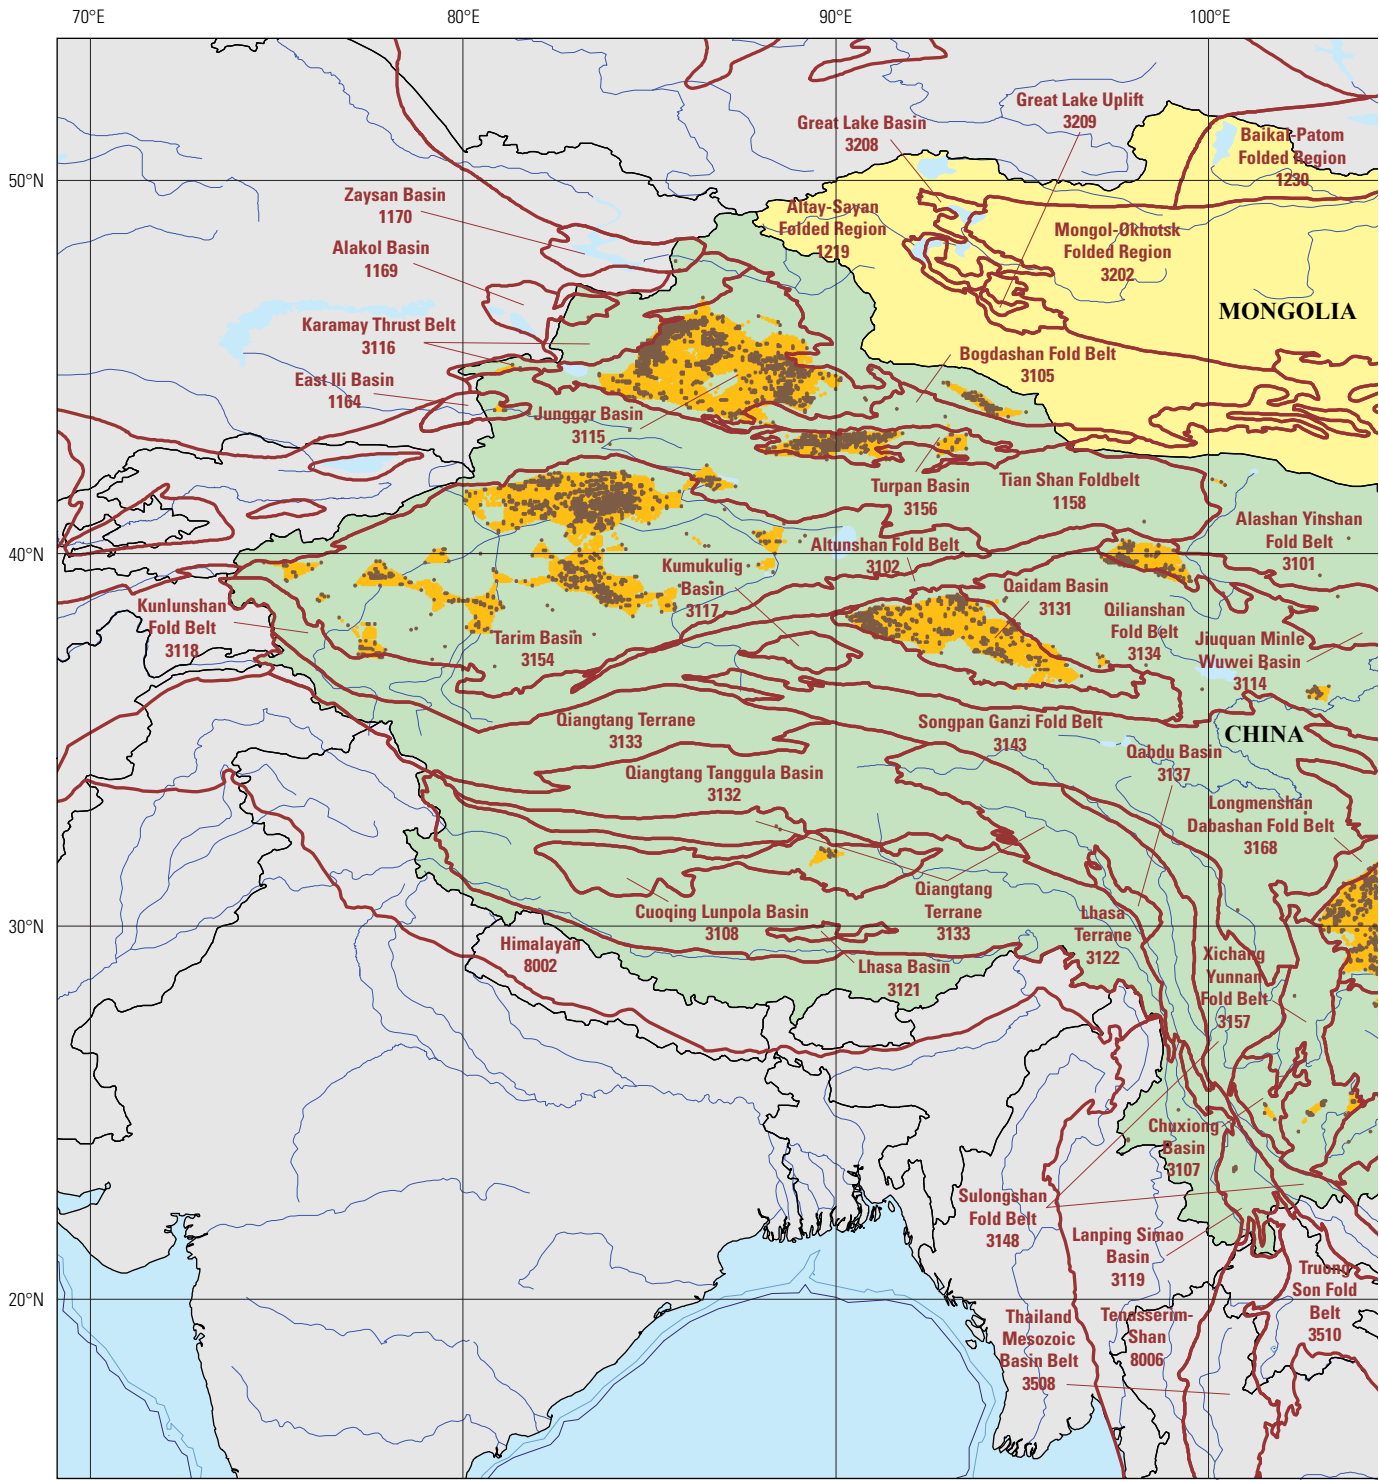 70°E
80°E
90°E
100°E
50°N
40°N
30°N
20°N
Great Lake Uplift
3209
Great Lake Basin
3208
Baikal-Patom
Folded Region
1230
Zaysan Basin
1170
Altay-Sayan
Folded Region
1219
Mongol-Okhotsk
Folded Region
3202
Alakol Basin
1169
MONGOLIA
Karamay Thrust Belt
3116
Bogdashan Fold Belt
3105
East Ili Basin
1164
Junggar Basin
3115
Turpan Basin
3156
Tian Shan Foldbelt
1158
Alashan Yinshan
Fold Belt
3101
Altunshan Fold Belt
3102
Kumukulig
Basin
3117
Qaidam Basin
3131
Kunlunshan
Fold Belt
3118
Qilianshan
Fold Belt
3134
Tarim Basin
3154
Jiuquan Minle
Wuwei Basin
3114
Qiangtang Terrane
3133
Songpan Ganzi Fold Belt
3143
CHINA
Qabdu Basin
3137
Qiangtang Tanggula Basin
3132
Longmenshan
Dabashan Fold Belt
3168
Qiangtang
Terrane
3133
Cuoqing Lunpola Basin
3108
Lhasa
Terrane
3122
Himalayan
8002
Lhasa Basin
3121
Xichang
Yunnan
Fold Belt
3157
Chuxiong
Basin
3107
Sulongshan
Fold Belt
3148
Lanping Simao
Basin
3119
Truong
Son Fold
Belt
3510
Thailand
Mesozoic
Basin Belt
3508
Tenasserim-
Shan
8006